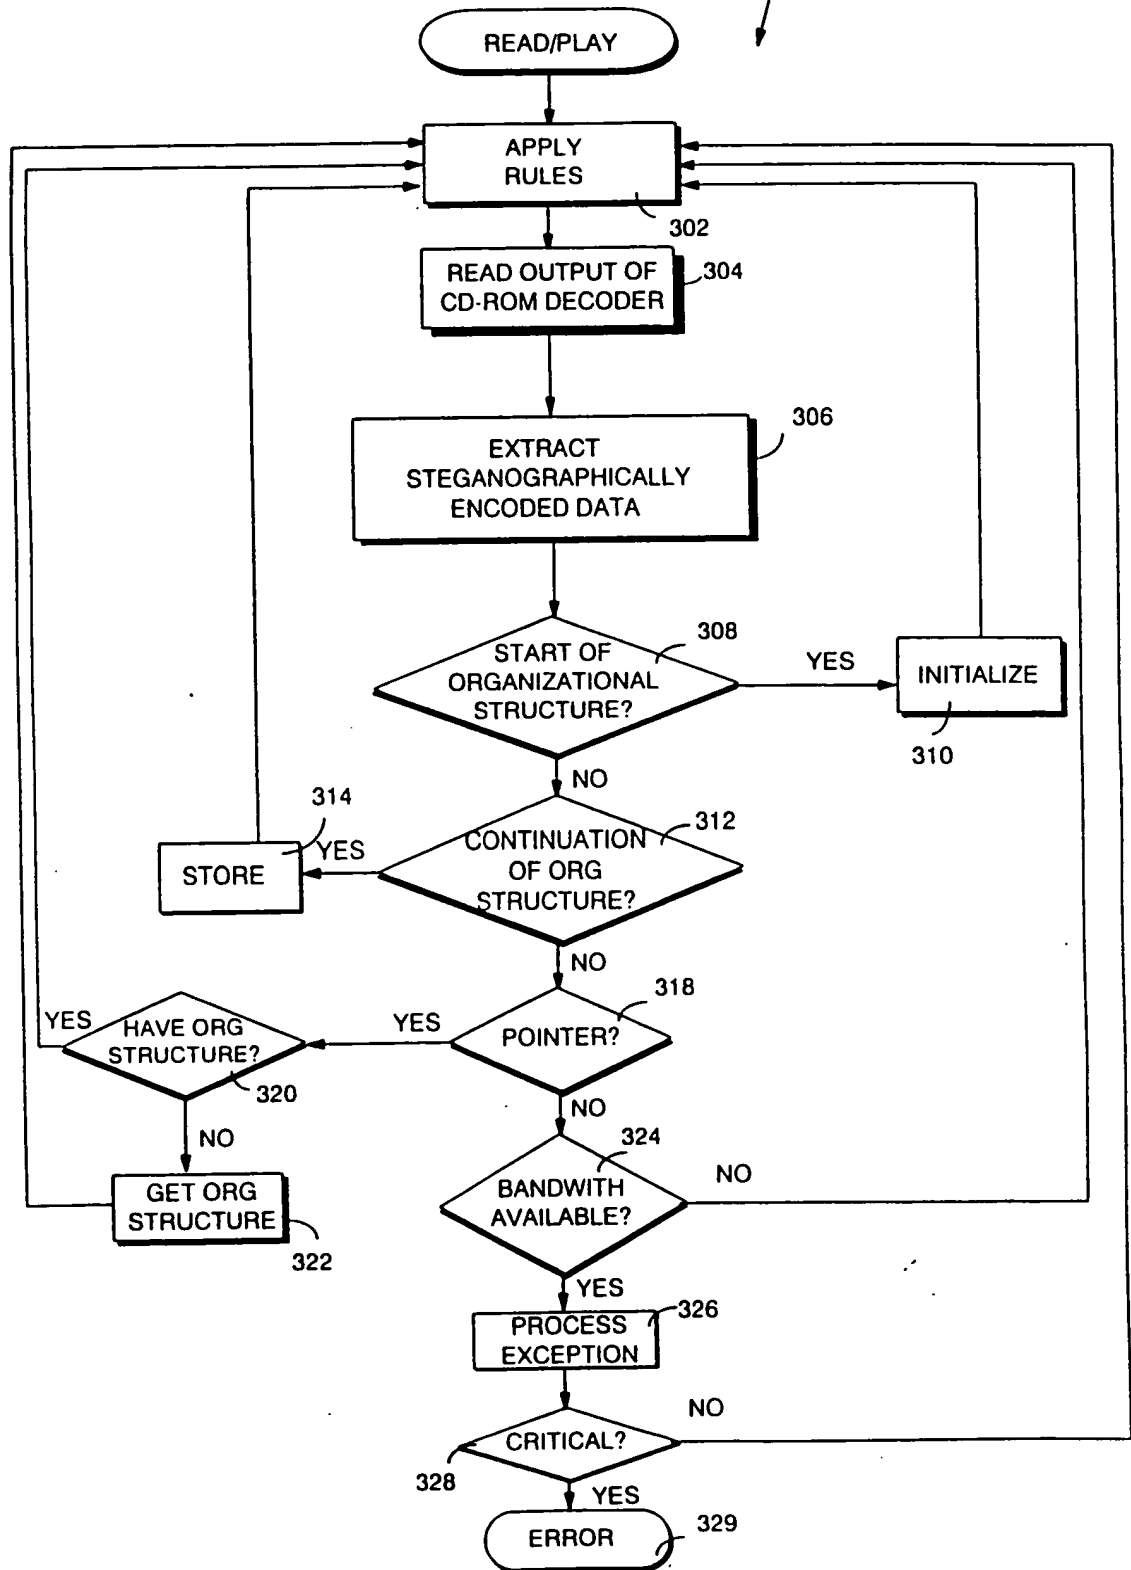 READ/PLAY
APPLY
RULES
302
READ OUTPUT OF
CD-ROM DECODER
304
EXTRACT
STEGANOGRAPHICALLY
ENCODED DATA
306
START OF
ORGANIZATIONAL
STRUCTURE?
308
YES
INITIALIZE
310
NO
314
STORE
YES
CONTINUATION
OF ORG
STRUCTURE?
312
NO
YES
HAVE ORG
STRUCTURE?
320
YES
POINTER?
318
NO
NO
GET ORG
STRUCTURE
322
324
BANDWITH
AVAILABLE?
NO
YES
PROCESS
EXCEPTION
326
CRITICAL?
328
NO
YES
ERROR
329